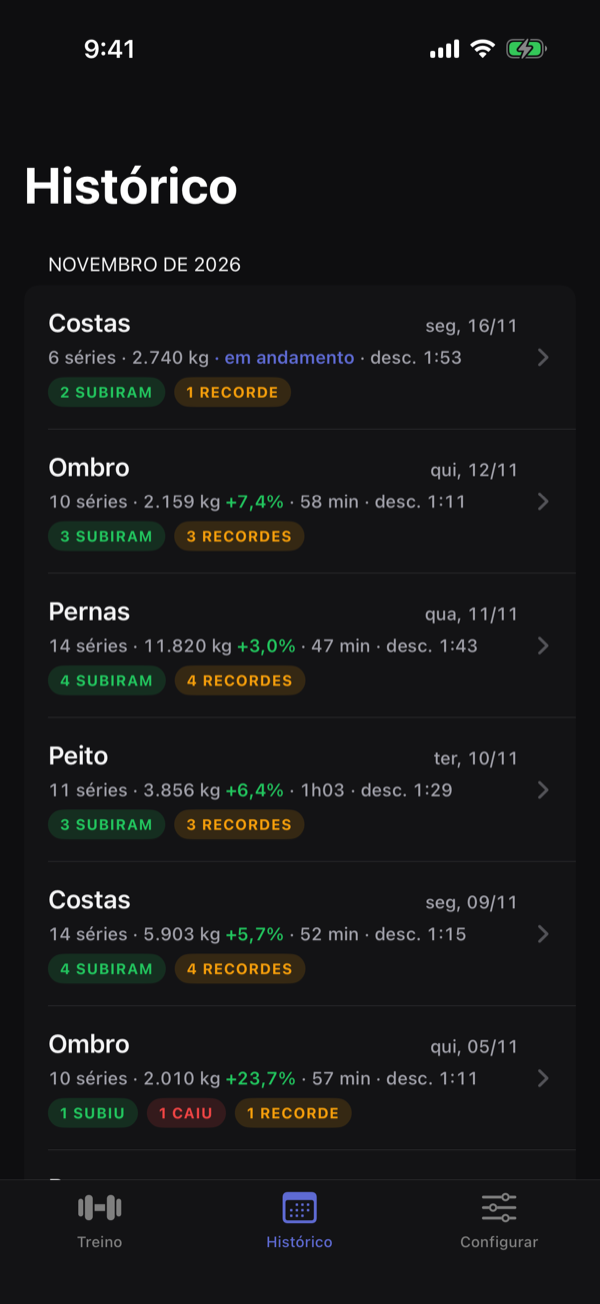 9:41
Histórico
NOVEMBRO DE 2026
Costas
seg, 16/11
6 séries · 2.740 kg · em andamento · desc. 1:53
2 SUBIRAM 1 RECORDE
Ombro
qui, 12/11
10 séries · 2.159 kg +7,4% · 58 min · desc. 1:11
3 SUBIRAM 3 RECORDES
Pernas
qua, 11/11
14 séries · 11.820 kg +3,0% · 47 min · desc. 1:43
4 SUBIRAM 4 RECORDES
Peito
ter, 10/11
11 séries · 3.856 kg +6,4% · 1h03 · desc. 1:29
3 SUBIRAM 3 RECORDES
Costas
seg, 09/11
14 séries · 5.903 kg +5,7% · 52 min · desc. 1:15
4 SUBIRAM 4 RECORDES
Ombro
qui, 05/11
10 séries · 2.010 kg +23,7% · 57 min · desc. 1:11
1 SUBIU 1 CAIU 1 RECORDE
Treino Histórico Configurar